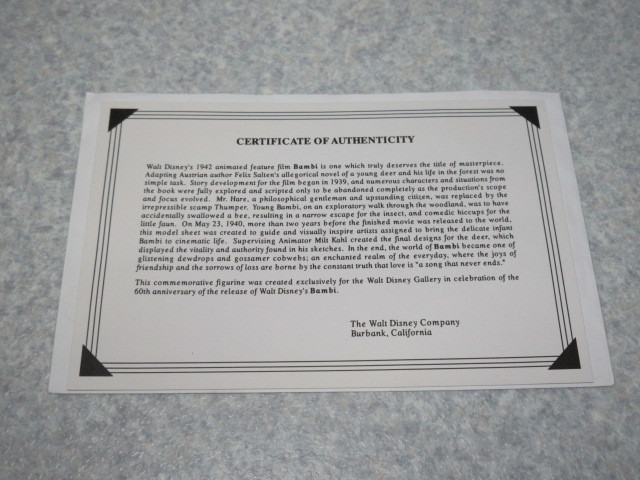 CERTIFICATE OF AUTHENTICITY
Walt Disney's 1942 animated feature film Bambi is one which truly deserves the title of masterpiece.
Adapting Austrian author Felix Salten's allegorical novel of a young deer and his life in the forest was no
simple task. Story development for the film began in 1939, and numerous characters and situations from
the book were fully explored and scripted only to be abandoned completely as the production's scope
and focus evolved. Mr. Hare, a philosophical gentleman and upstanding citizen, was replaced by the
irrepressible scamp Thumper. Young Bambi, on an exploratory walk through the woodland, was to have
accidentally swallowed a bee, resulting in a narrow escape for the insect, and comedic hiccups for the
little faun. On May 23, 1940, more than two years before the finished movie was released to the world,
this model sheet was created to guide and visually inspire artists assigned to bring the delicate infant
Bambi to cinematic life. Supervising Animator Milt Kahl created the final designs for the deer, which
displayed the vitality and authority found in his sketches. In the end, the world of Bambi became one of
glistening dewdrops and gossamer cobwebs; an enchanted realm of the everyday, where the joys of
friendship and the sorrows of loss are borne by the constant truth that love is "a song that never ends."
This commemorative figurine was created exclusively for the Walt Disney Gallery in celebration of the
60th anniversary of the release of Walt Disney's Bambi.
The Walt Disney Company
Burbank, California